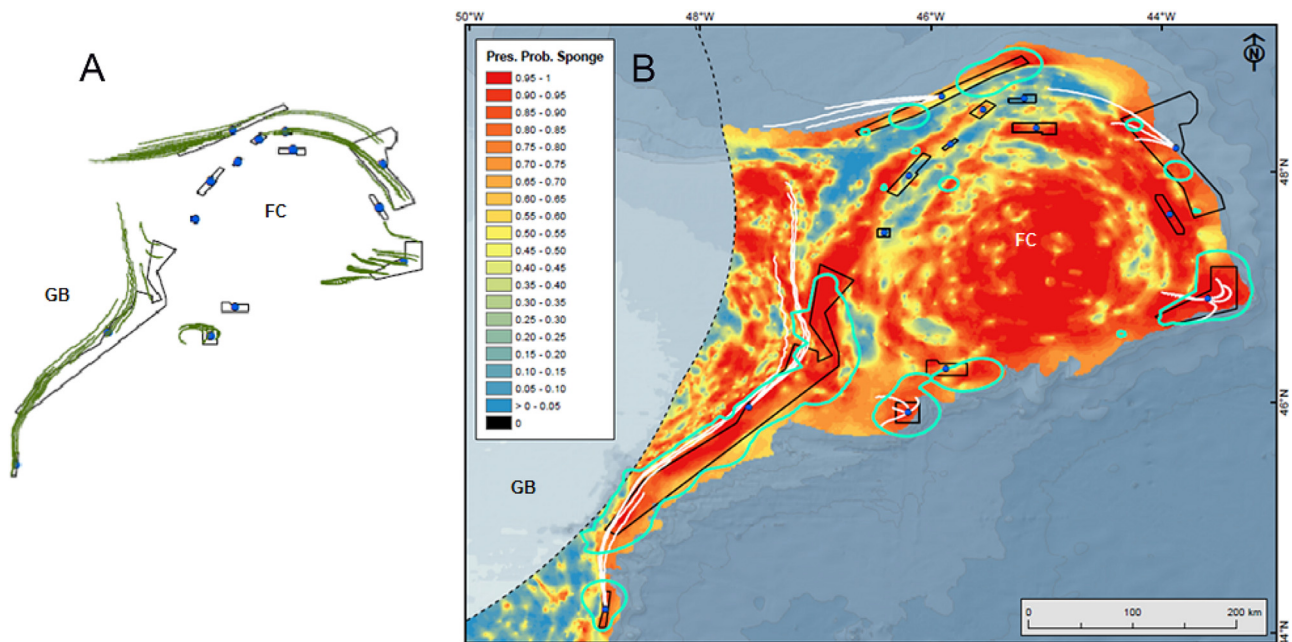 A
FC
GB
50°W
48°W
46°W
44°W
B
N
Pres. Prob. Sponge
0.95 - 1
0.90 - 0.95
0.85 - 0.90
0.80 - 0.85
0.75 - 0.80
0.70 - 0.75
0.65 - 0.70
0.60 - 0.65
0.55 - 0.60
0.50 - 0.55
0.45 - 0.50
0.40 - 0.45
0.35 - 0.40
0.30 - 0.35
0.25 - 0.30
0.20 - 0.25
0.15 - 0.20
0.10 - 0.15
0.05 - 0.10
> 0 - 0.05
0
48°N
FC
46°N
GB
0 100 200 km
44°N